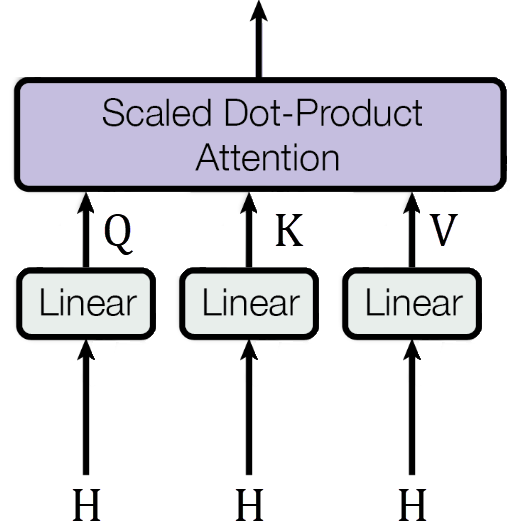 Scaled Dot-Product
Attention
Q K V
Linear Linear Linear
H H H